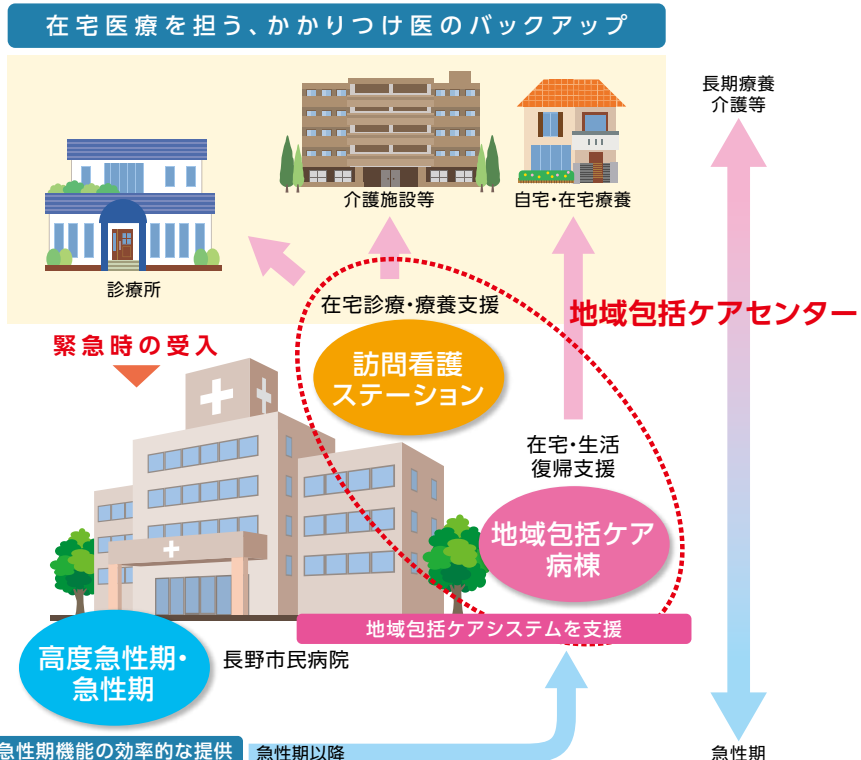 在宅医療を担う、かかりつけ医のバックアップ
長期療養
介護等
介護施設等
自宅・在宅療養
診療所
在宅診療・療養支援
地域包括ケアセンター
緊急時の受入
訪問看護
ステーション
在宅・生活
復帰支援
地域包括ケア
病棟
地域包括ケアシステムを支援
高度急性期・
急性期
長野市民病院
急性期機能の効率的な提供
急性期以降
急性期